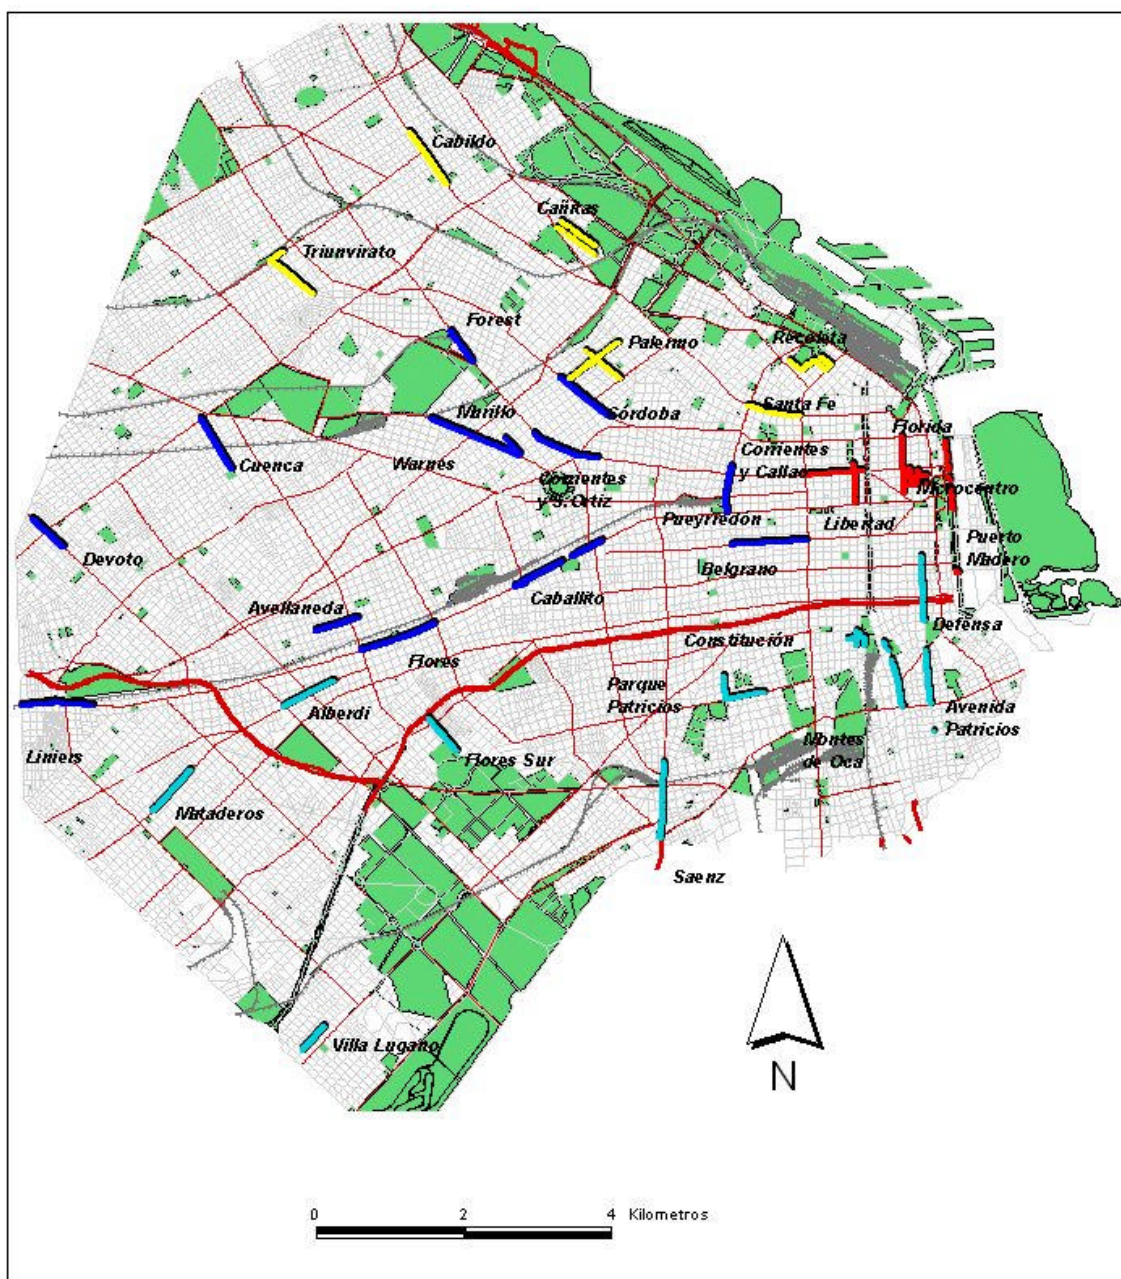 Cabildo
Cañitas
Triunvirato
Forest
Palermo
Recoleta
Murillo
Córdoba
Santa Fe
Florida
Cuenca
Warnes
Corrientes
y S. Ortiz
Corrientes
y Callao
Microcentro
Pueyrredón
Libertad
Devoto
Belgrano
Puerto
Madero
Avellaneda
Caballito
Defensa
Constitución
Flores
Parque
Patricios
Alberdi
Avenida
Patricios
Liniers
Flores Sur
Montes
de Oca
Mataderos
Saenz
Villa Lugano
N
0 2 4 Kilometros